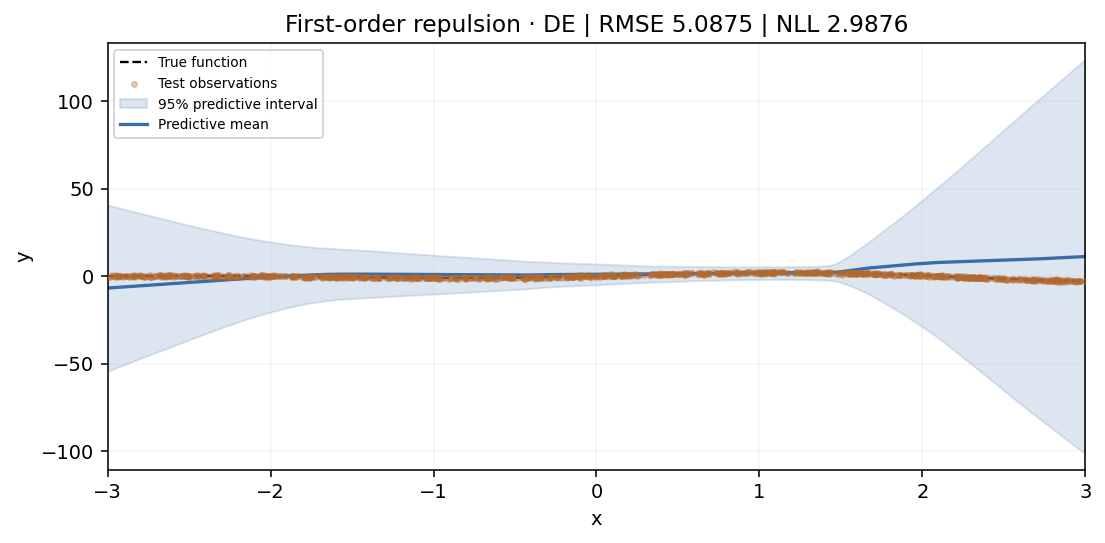 First-order repulsion · DE | RMSE 5.0875 | NLL 2.9876
True function
Test observations
95% predictive interval
Predictive mean
100
50
0
−50
−100
y
−3
−2
−1
0
1
2
3
x